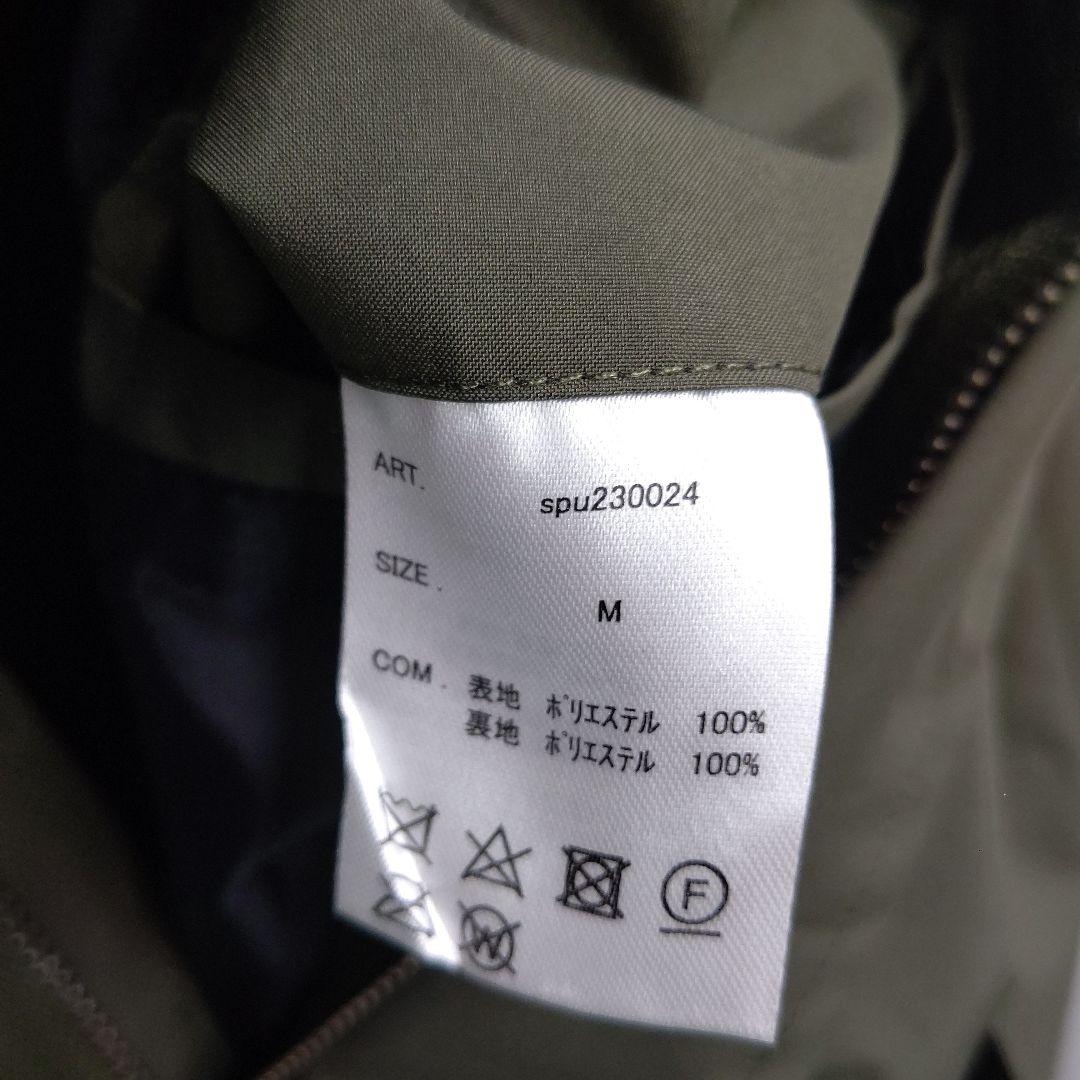 ART.
spu230024
SIZE .
M
COM . 表地 ﾎﾟﾘｴｽﾃﾙ 100%
裏地 ﾎﾟﾘｴｽﾃﾙ 100%
F
W